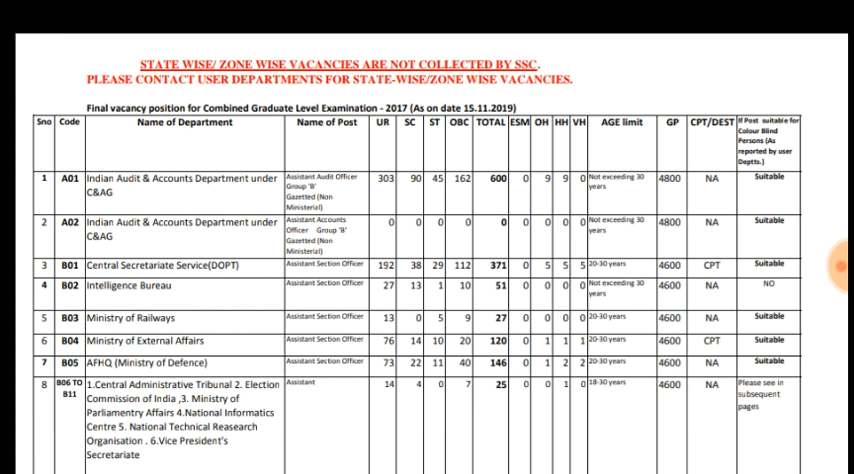 STATE WISE/ ZONE WISE VACANCIES ARE NOT COLLECTED BY SSC.
PLEASE CONTACT USER DEPARTMENTS FOR STATE-WISE/ZONE WISE VACANCIES.
Final vacancy position for Combined Graduate Level Examination - 2017 (As on date 15.11.2019)
Sno Code Name of Department Name of Post UR SC ST OBC TOTAL ESM OH HH VH AGE limit GP CPT/DEST If Post suitable for
Colour Blind
Persons (As
reported by user
Deptts.)
1 A01 Indian Audit & Accounts Department under Assistant Audit Officer 303 90 45 162 600 0 9 9 0 Not exceeding 30 4800 NA Suitable
C&AG Group 'B' years
Gazetted (Non
Ministerial)
2 A02 Indian Audit & Accounts Department under Assistant Accounts 0 0 0 0 0 0 0 0 0 Not exceeding 30 4800 NA Suitable
C&AG Officer Group 'B' years
Gazetted (Non
Ministerial)
3 B01 Central Secretariate Service(DOPT) Assistant Section Officer 192 38 29 112 371 0 5 5 5 20-30 years 4600 CPT Suitable
4 B02 Intelligence Bureau Assistant Section Officer 27 13 1 10 51 0 0 0 0 Not exceeding 30 4600 NA NO
years
5 B03 Ministry of Railways Assistant Section Officer 13 0 5 9 27 0 0 0 0 20-30 years 4600 NA Suitable
6 B04 Ministry of External Affairs Assistant Section Officer 76 14 10 20 120 0 1 1 1 20-30 years 4600 CPT Suitable
7 B05 AFHQ (Ministry of Defence) Assistant Section Officer 73 22 11 40 146 0 1 2 2 20-30 years 4600 NA Suitable
8 B06 TO 1.Central Administrative Tribunal 2. Election Assistant 14 4 0 7 25 0 0 1 0 18-30 years 4600 NA Please see in
B11 Commission of India ,3. Ministry of subsequent
Parliamentry Affairs 4.National Informatics pages
Centre 5. National Technical Reasearch
Organisation . 6.Vice President's
Secretariate